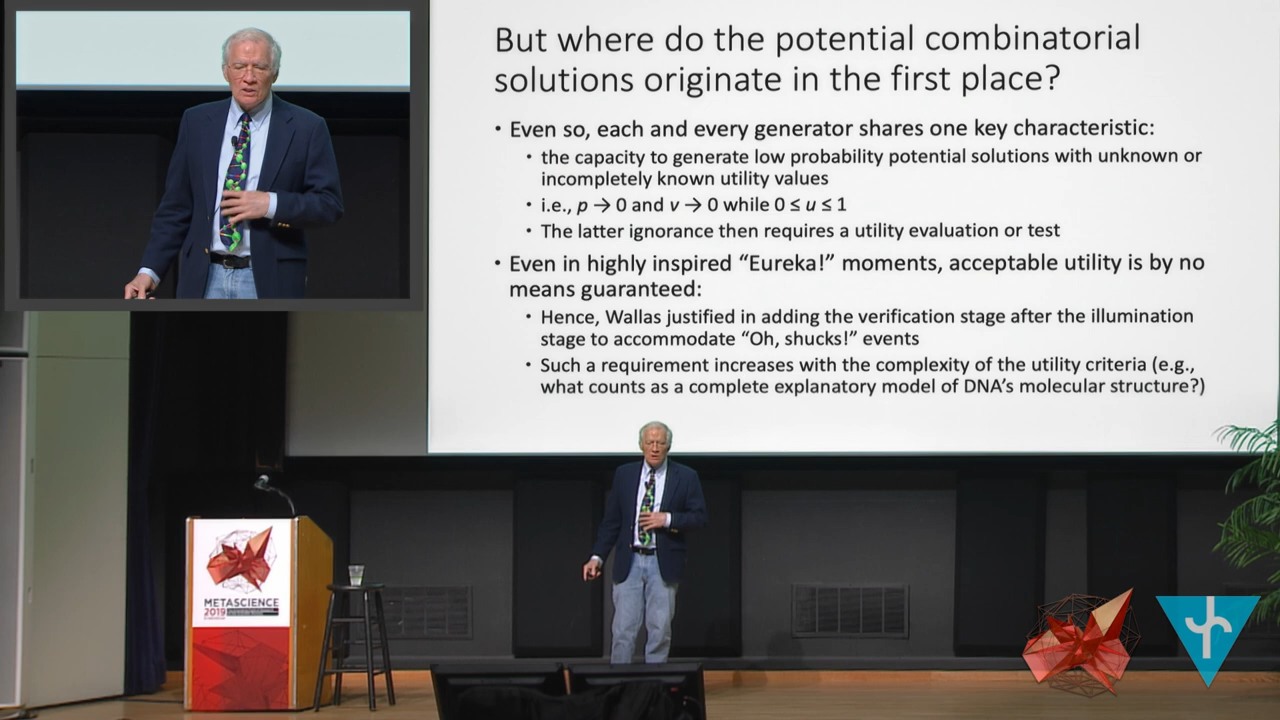 But where do the potential combinatorial
solutions originate in the first place?
• Even so, each and every generator shares one key characteristic:
• the capacity to generate low probability potential solutions with unknown or
incompletely known utility values
• i.e., p → 0 and v → 0 while 0 ≤ u ≤ 1
• The latter ignorance then requires a utility evaluation or test
• Even in highly inspired “Eureka!” moments, acceptable utility is by no
means guaranteed:
• Hence, Wallas justified in adding the verification stage after the illumination
stage to accommodate “Oh, shucks!” events
• Such a requirement increases with the complexity of the utility criteria (e.g.,
what counts as a complete explanatory model of DNA’s molecular structure?)
METASCIENCE
2019